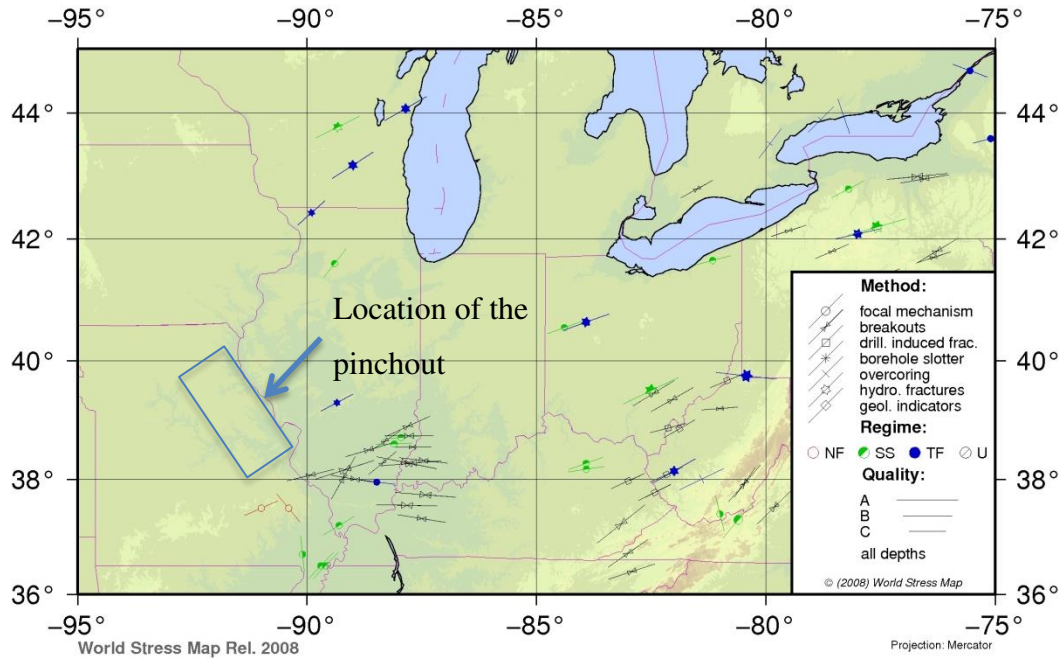 −95° −90° −85° −80° −75°
44° 44°
42° 42°
Location of the
pinchout
40° 40°
38° 38°
36° 36°
Method:
focal mechanism
breakouts
drill. induced frac.
borehole slotter
overcoring
hydro. fractures
geol. indicators
Regime:
NF SS TF U
Quality:
A
B
C
all depths
© (2008) World Stress Map
−95° −90° −85° −80° −75°
World Stress Map Rel. 2008
Projection: Mercator